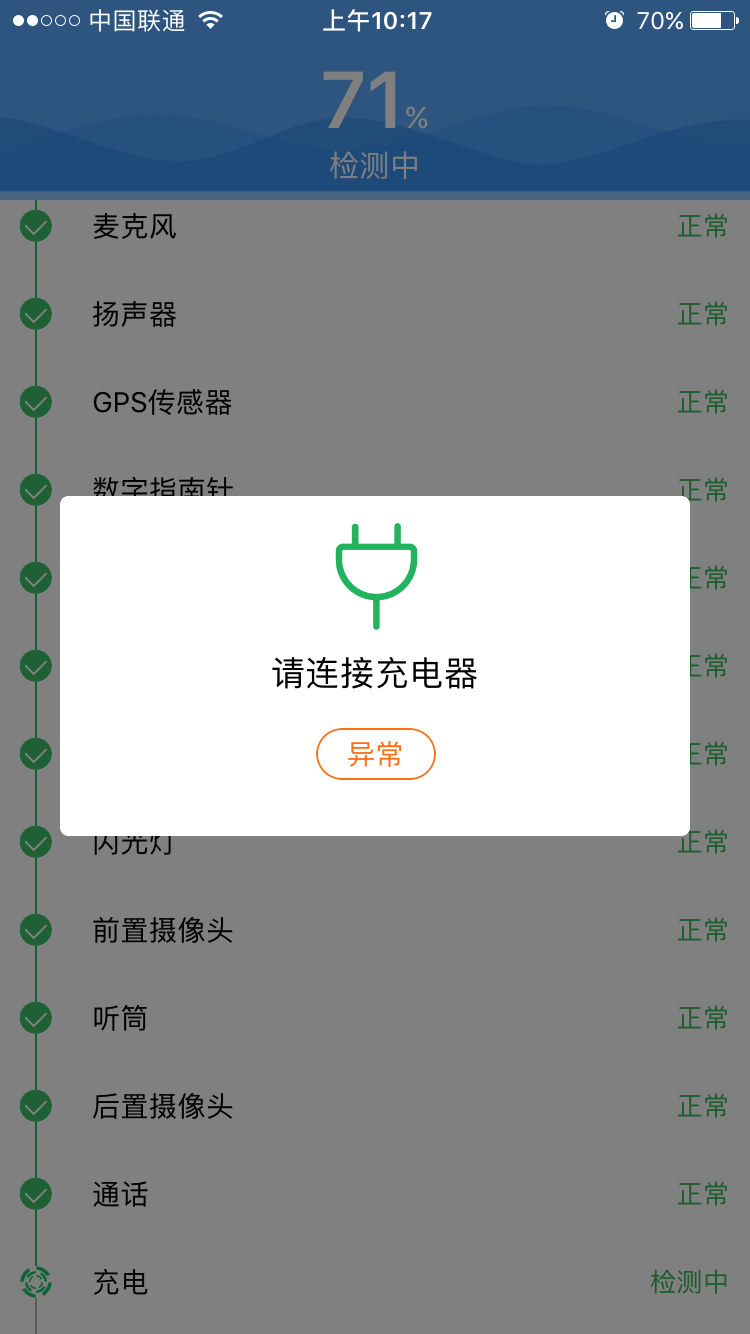 中国联通 上午10:17 70%
71%
检测中
麦克风 正常
扬声器 正常
GPS传感器 正常
数字指南针 正常
正常
请连接充电器
正常
异常
正常
闪光灯 正常
前置摄像头 正常
听筒 正常
后置摄像头 正常
通话 正常
充电 检测中